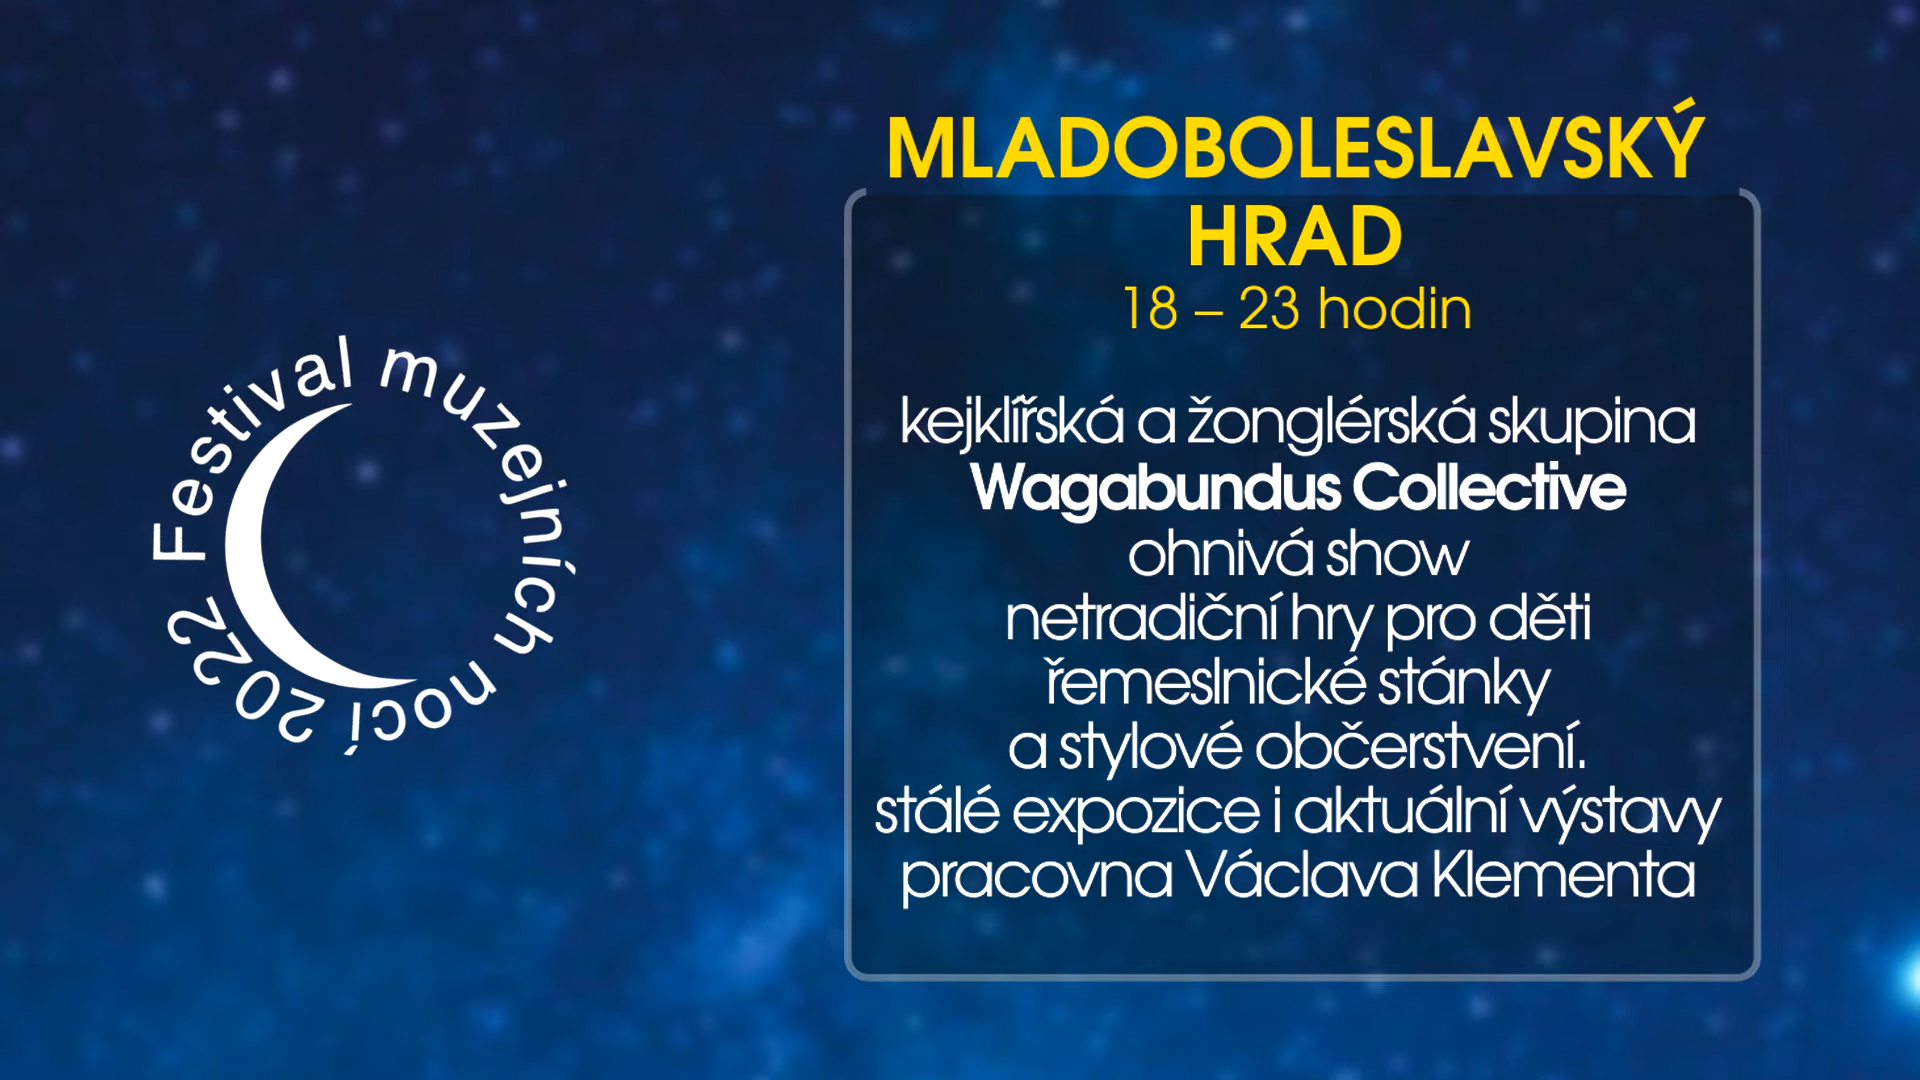 Festival muzejních nocí 2022
MLADOBOLESLAVSKÝ
HRAD
18 – 23 hodin
kejklířská a žonglérská skupina
Wagabundus Collective
ohnivá show
netradiční hry pro děti
řemeslnické stánky
a stylové občerstvení.
stálé expozice i aktuální výstavy
pracovna Václava Klementa